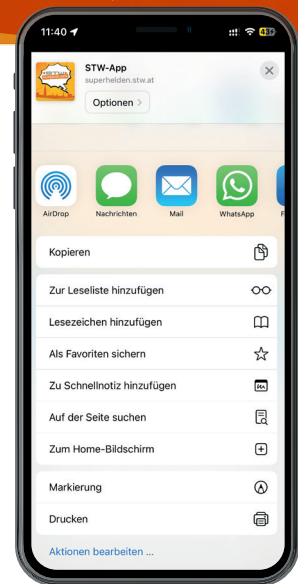 11:40
STW-App
superhelden.stw.at
Optionen
AirDrop
Nachrichten
Mail
WhatsApp
F
Kopieren
Zur Leseliste hinzufügen
Lesezeichen hinzufügen
Als Favoriten sichern
Zu Schnellnotiz hinzufügen
Auf der Seite suchen
Zum Home-Bildschirm
Markierung
Drucken
Aktionen bearbeiten ...